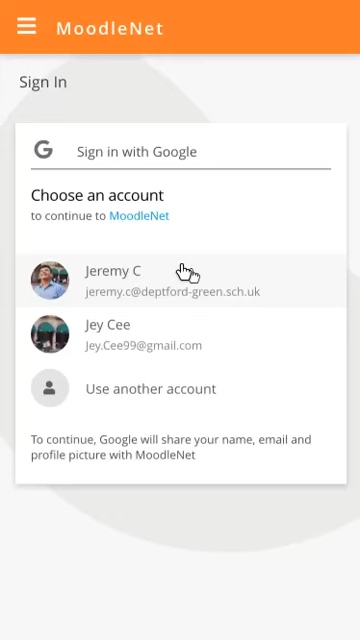 MoodleNet
Sign In
G Sign in with Google
Choose an account
to continue to MoodleNet
Jeremy C
jeremy.c@deptford-green.sch.uk
Jey Cee
Jey.Cee99@gmail.com
Use another account
To continue, Google will share your name, email and
profile picture with MoodleNet